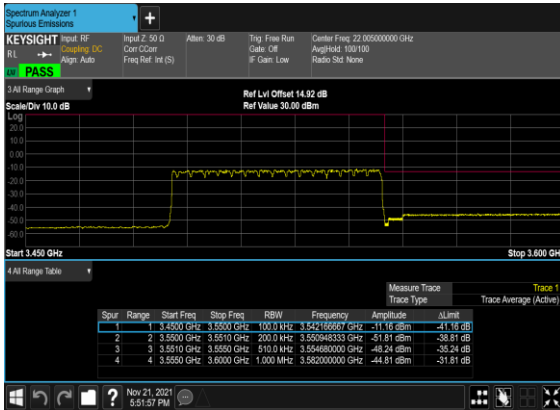 Spectrum Analyzer 1
Spurious Emissions
+
KEYSIGHT Input: RF Input Z: 50 Ω Atten: 30 dB Trig: Free Run Center Freq: 22.005000000 GHz
RL Coupling: DC Corr CCorr Gate: Off Avg|Hold: 100/100
Align: Auto Freq Ref: Int (S) IF Gain: Low Radio Std: None
PASS
3 All Range Graph
Scale/Div 10.0 dB Ref Lvl Offset 14.92 dB
Ref Value 30.00 dBm
Log
20.0
10.0
0.00
-10.0
-20.0
-30.0
-40.0
-50.0
-60.0
Start 3.450 GHz Stop 3.600 GH
4 All Range Table
Measure Trace Trace 1
Trace Type Trace Average (Active)
Spur Range Start Freq Stop Freq RBW Frequency Amplitude ΔLimit
1 1 3.4500 GHz 3.5500 GHz 100.0 kHz 3.542166667 GHz -11.16 dBm -41.16 dB
2 2 3.5500 GHz 3.5510 GHz 200.0 kHz 3.550948333 GHz -51.81 dBm -38.81 dB
3 3 3.5510 GHz 3.5550 GHz 510.0 kHz 3.554680000 GHz -48.24 dBm -35.24 dB
4 4 3.5550 GHz 3.6000 GHz 1.000 MHz 3.582000000 GHz -44.81 dBm -31.81 dB
? Nov 21, 2021
5:51:57 PM